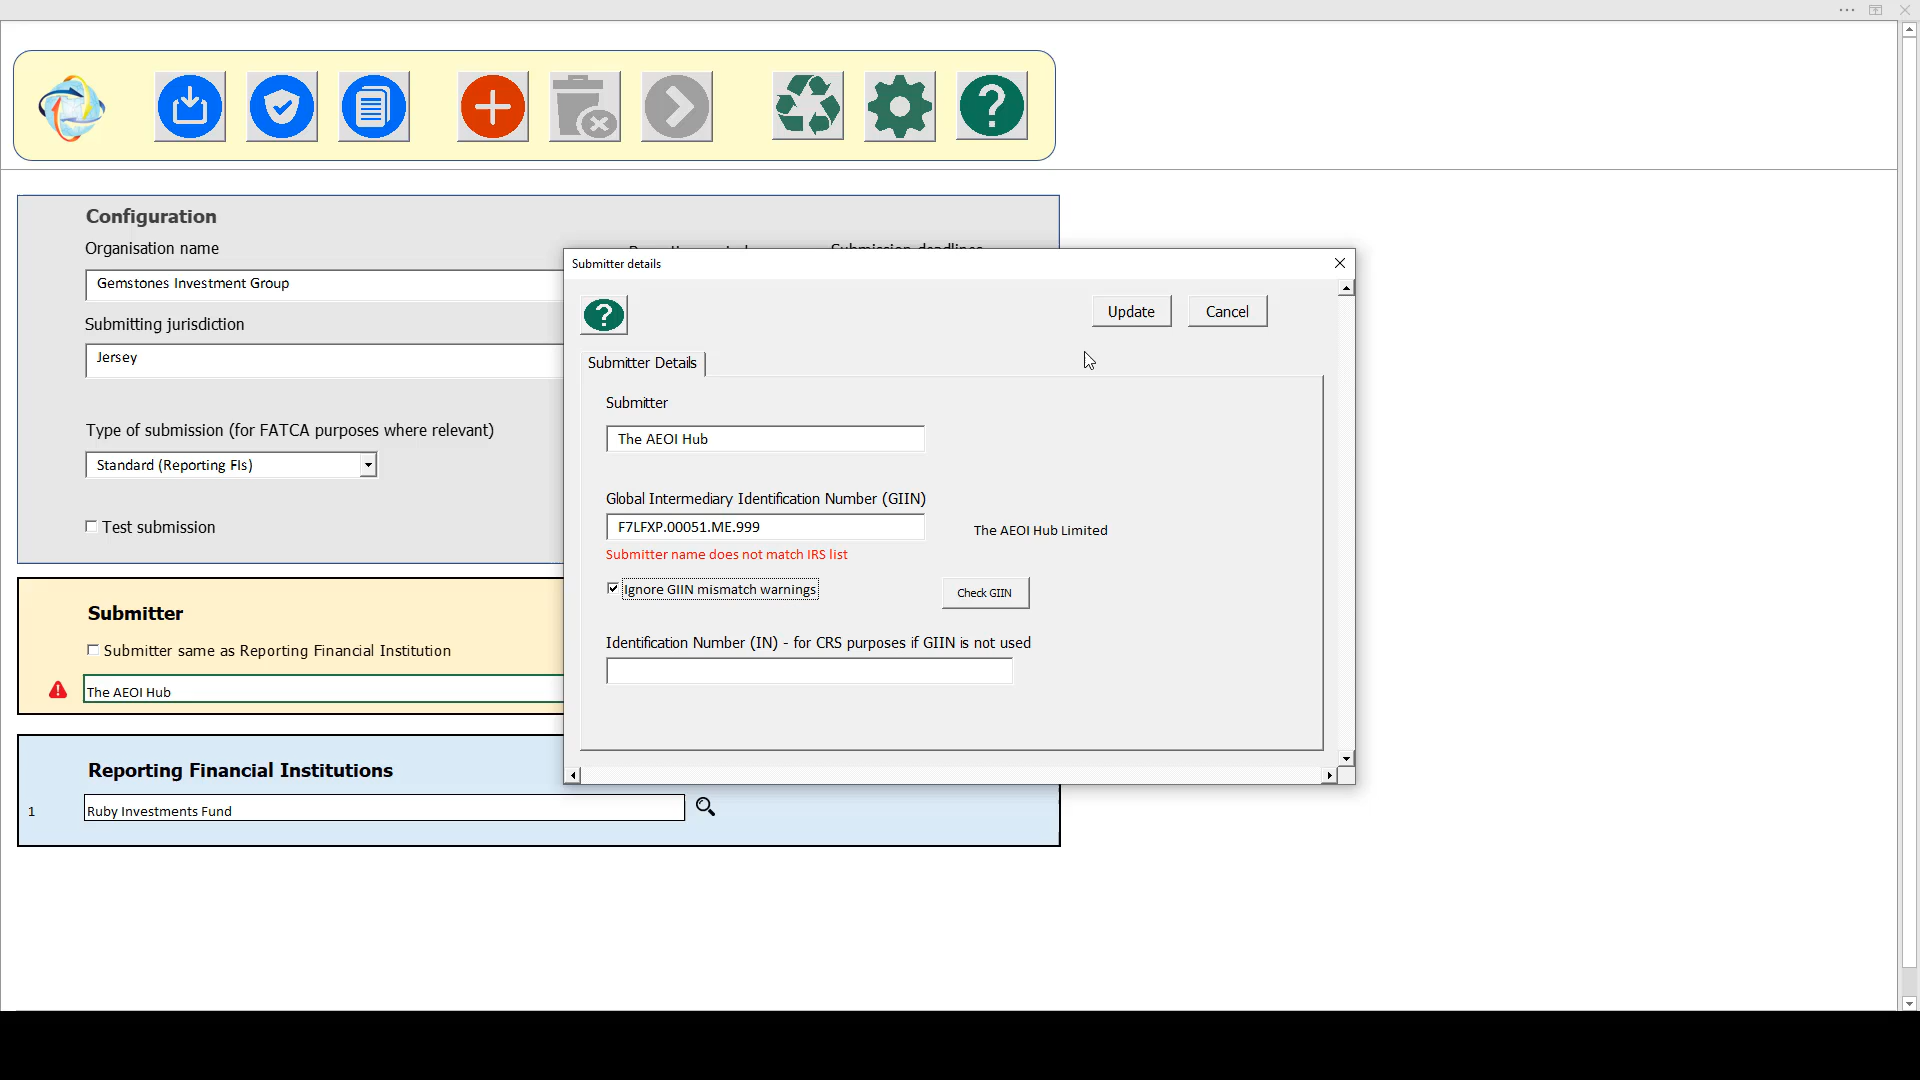 Configuration
Organisation name
Gemstones Investment Group
Submitting jurisdiction
Jersey
Type of submission (for FATCA purposes where relevant)
Standard (Reporting FIs)
Test submission
Submitter
Submitter same as Reporting Financial Institution
The AEOI Hub
Reporting Financial Institutions
1
Ruby Investments Fund
Submission deadlines
Submitter details
Update
Cancel
Submitter Details
Submitter
The AEOI Hub
Global Intermediary Identification Number (GIIN)
F7LFXP.00051.ME.999
The AEOI Hub Limited
Submitter name does not match IRS list
Ignore GIIN mismatch warnings
Check GIIN
Identification Number (IN) - for CRS purposes if GIIN is not used